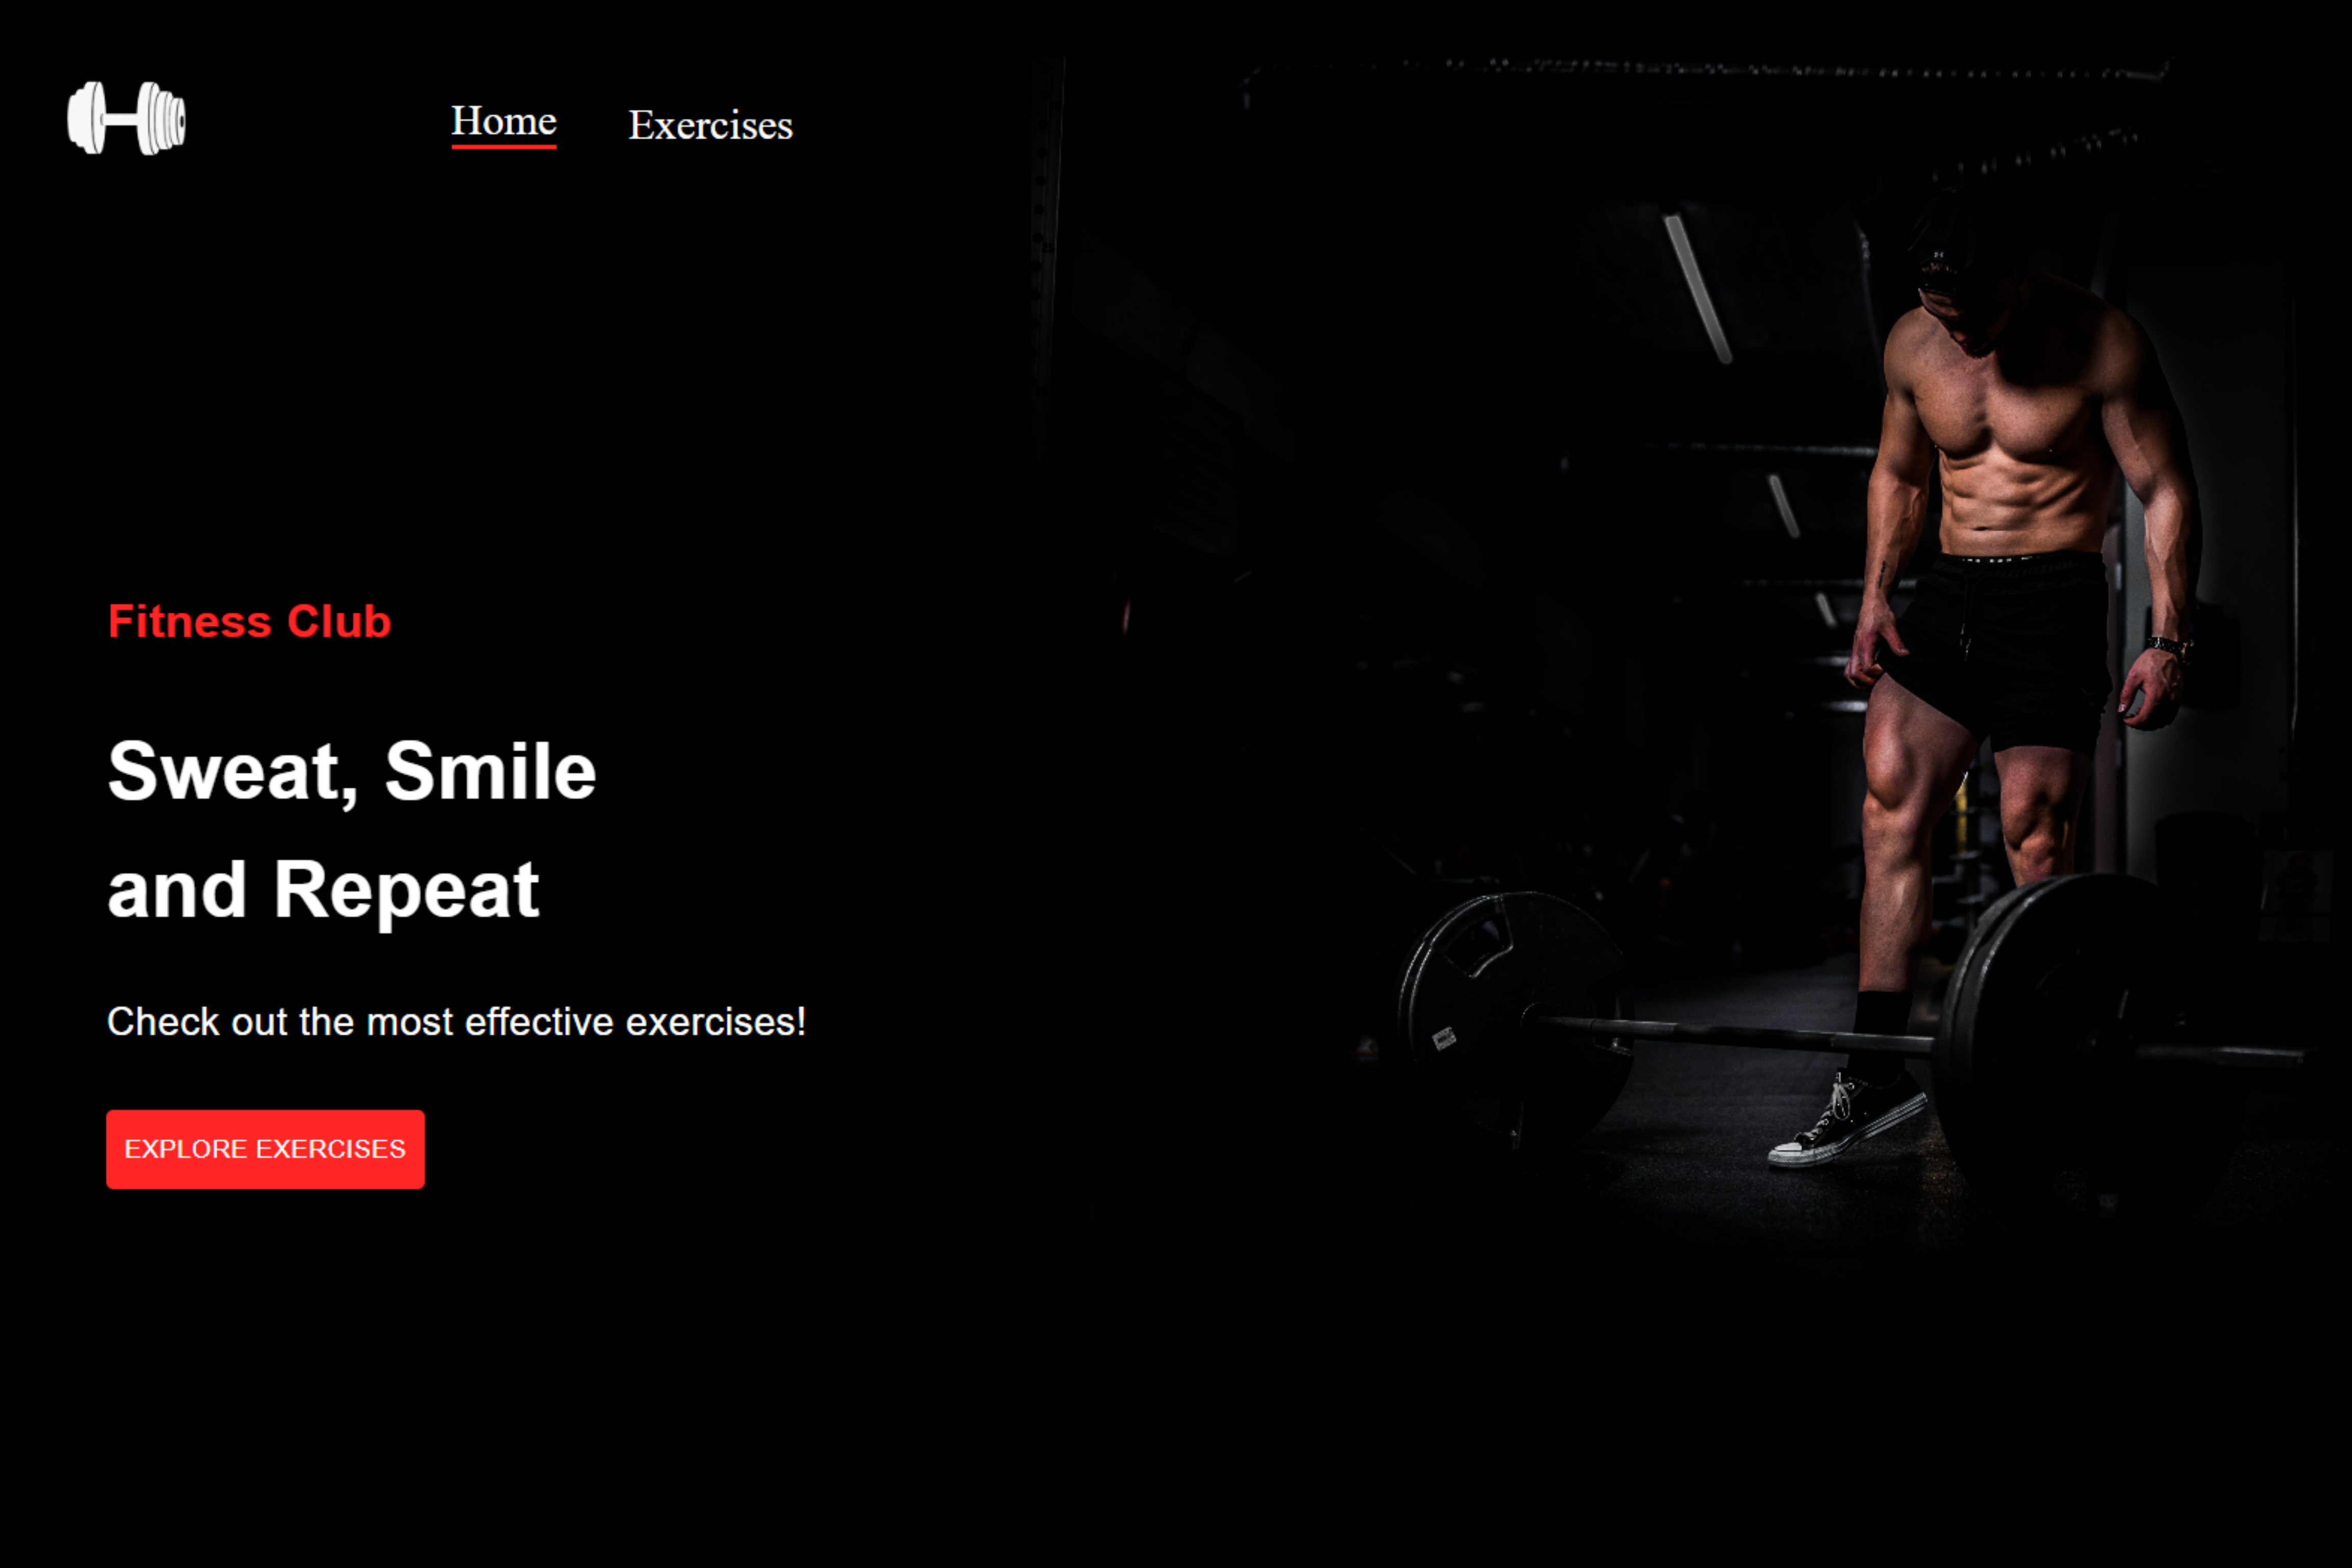 Home
Exercises
Fitness Club
Sweat, Smile
and Repeat
Check out the most effective exercises!
EXPLORE EXERCISES